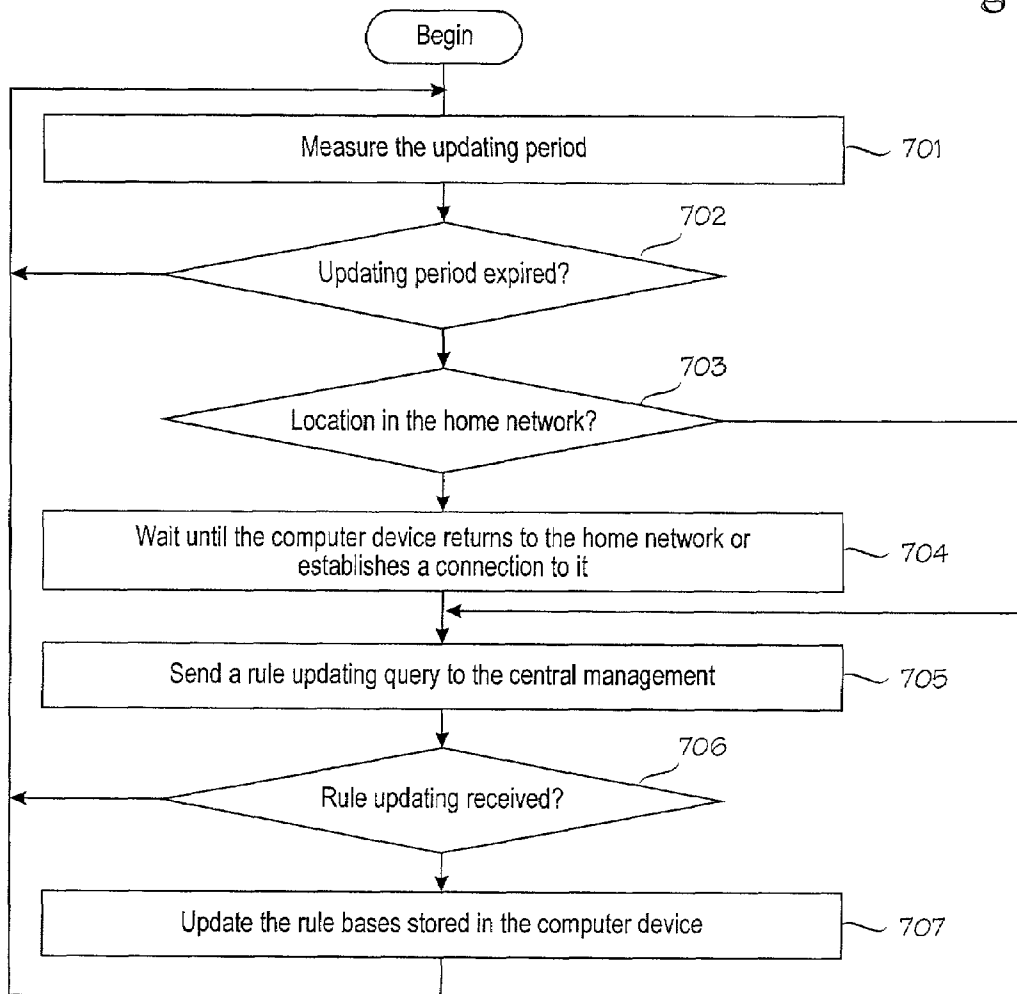 Begin
Measure the updating period
701
702
Updating period expired?
703
Location in the home network?
Wait until the computer device returns to the home network or
establishes a connection to it
704
Send a rule updating query to the central management
705
706
Rule updating received?
Update the rule bases stored in the computer device
707